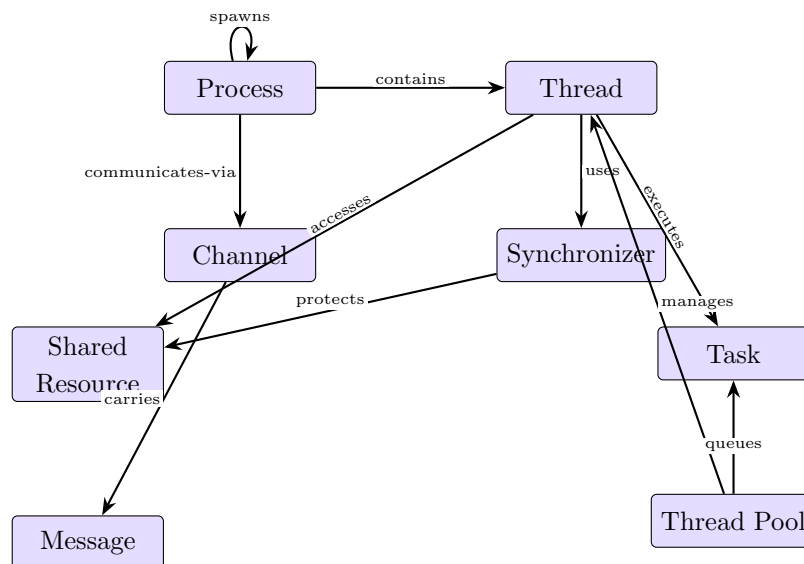 spawns
Process
contains
Thread
communicates-via
accesses
uses
executes
Channel
Synchronizer
protects
manages
Shared
Resource
Task
carries
queues
Message
Thread Pool